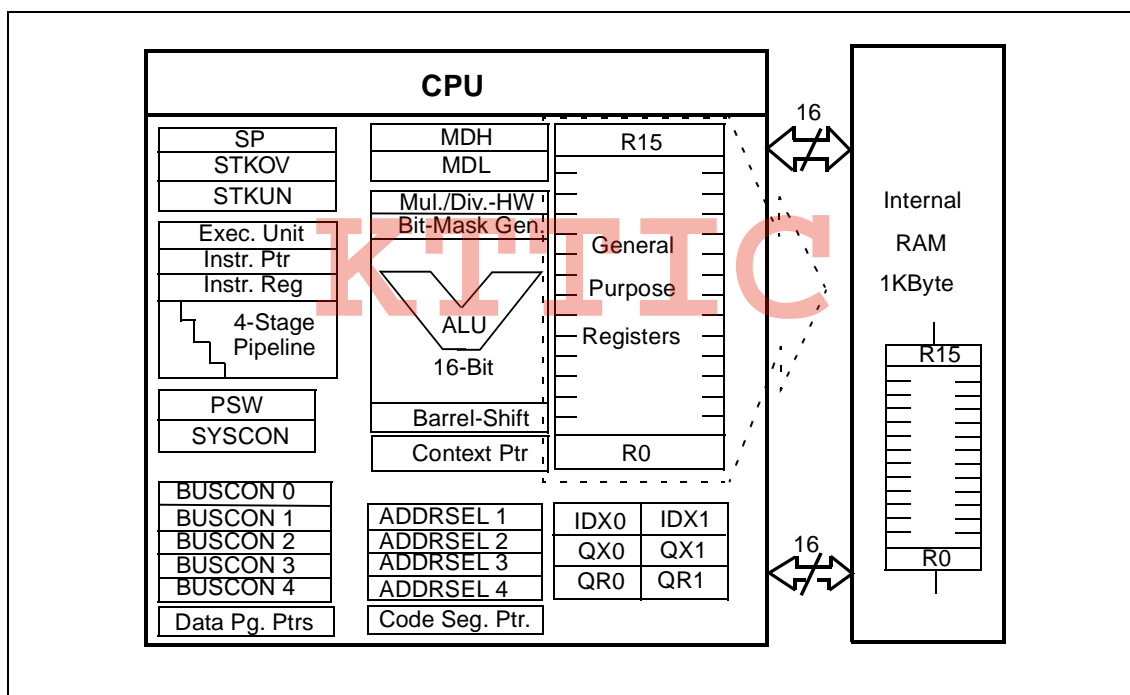 CPU
SP
STKOV
STKUN
Exec. Unit
Instr. Ptr
Instr. Reg
4-Stage
Pipeline
PSW
SYSCON
BUSCON 0
BUSCON 1
BUSCON 2
BUSCON 3
BUSCON 4
Data Pg. Ptrs
MDH
MDL
Mul./Div.-HW
Bit-Mask Gen.
ALU
16-Bit
Barrel-Shift
Context Ptr
ADDRSEL 1
ADDRSEL 2
ADDRSEL 3
ADDRSEL 4
Code Seg. Ptr.
R15
General
Purpose
Registers
R0
IDX0 IDX1
QX0 QX1
QR0 QR1
16
16
Internal
RAM
1KByte
R15
R0
KTTIC